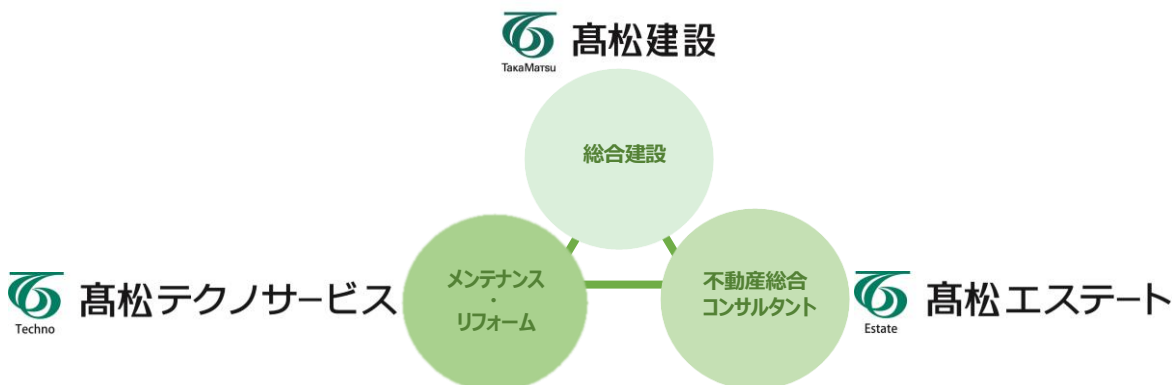 髙松建設
TakaMatsu
総合建設
メンテナンス
・
リフォーム
不動産総合
コンサルタント
髙松テクノサービス
Techno
髙松エステート
Estate